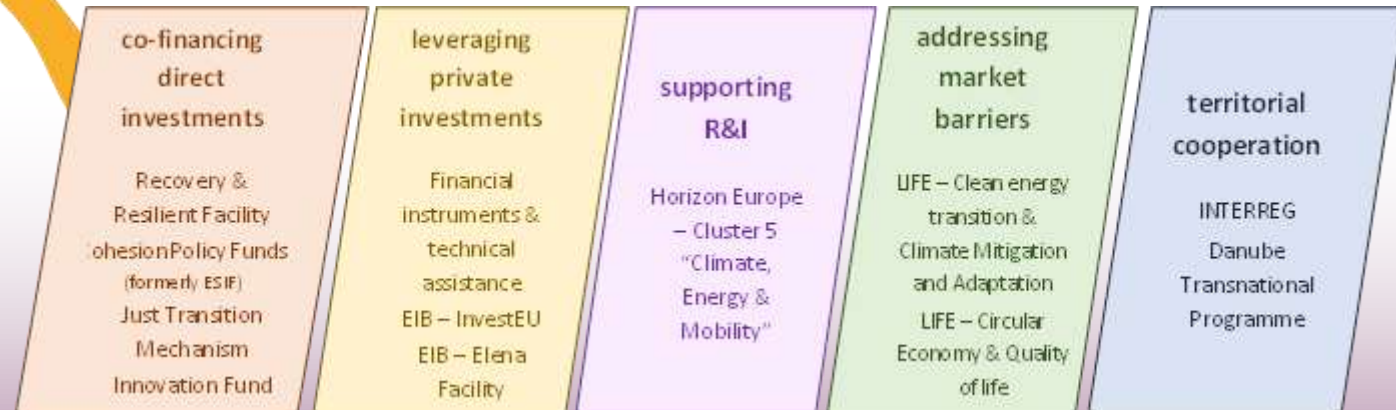 co-financing
direct
investments
Recovery &
Resilient Facility
ohesion Policy Funds
(formerly ESIF)
Just Transition
Mechanism
Innovation Fund
leveraging
private
investments
Financial
instruments &
technical
assistance
EIB – InvestEU
EIB – Elena
Facility
supporting
R&I
Horizon Europe
– Cluster 5
"Climate,
Energy &
Mobility"
addressing
market
barriers
LIFE – Clean energy
transition &
Climate Mitigation
and Adaptation
LIFE – Circular
Economy & Quality
of life
territorial
cooperation
INTERREG
Danube
Transnational
Programme